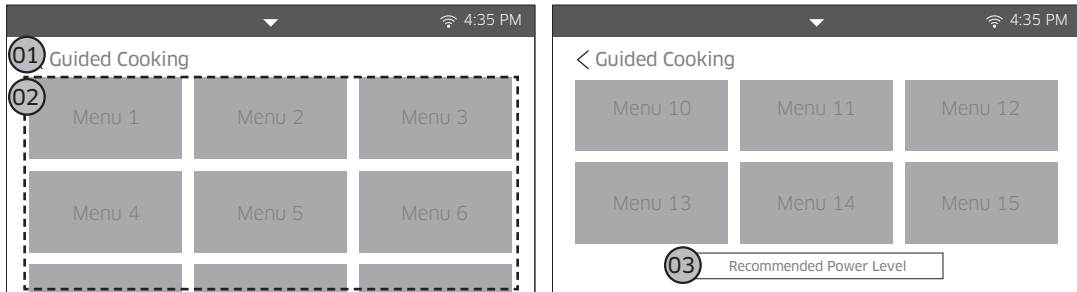 4:35 PM
01 Guided Cooking
02
Menu 1 Menu 2 Menu 3
Menu 4 Menu 5 Menu 6
4:35 PM
Guided Cooking
Menu 10 Menu 11 Menu 12
Menu 13 Menu 14 Menu 15
03 Recommended Power Level